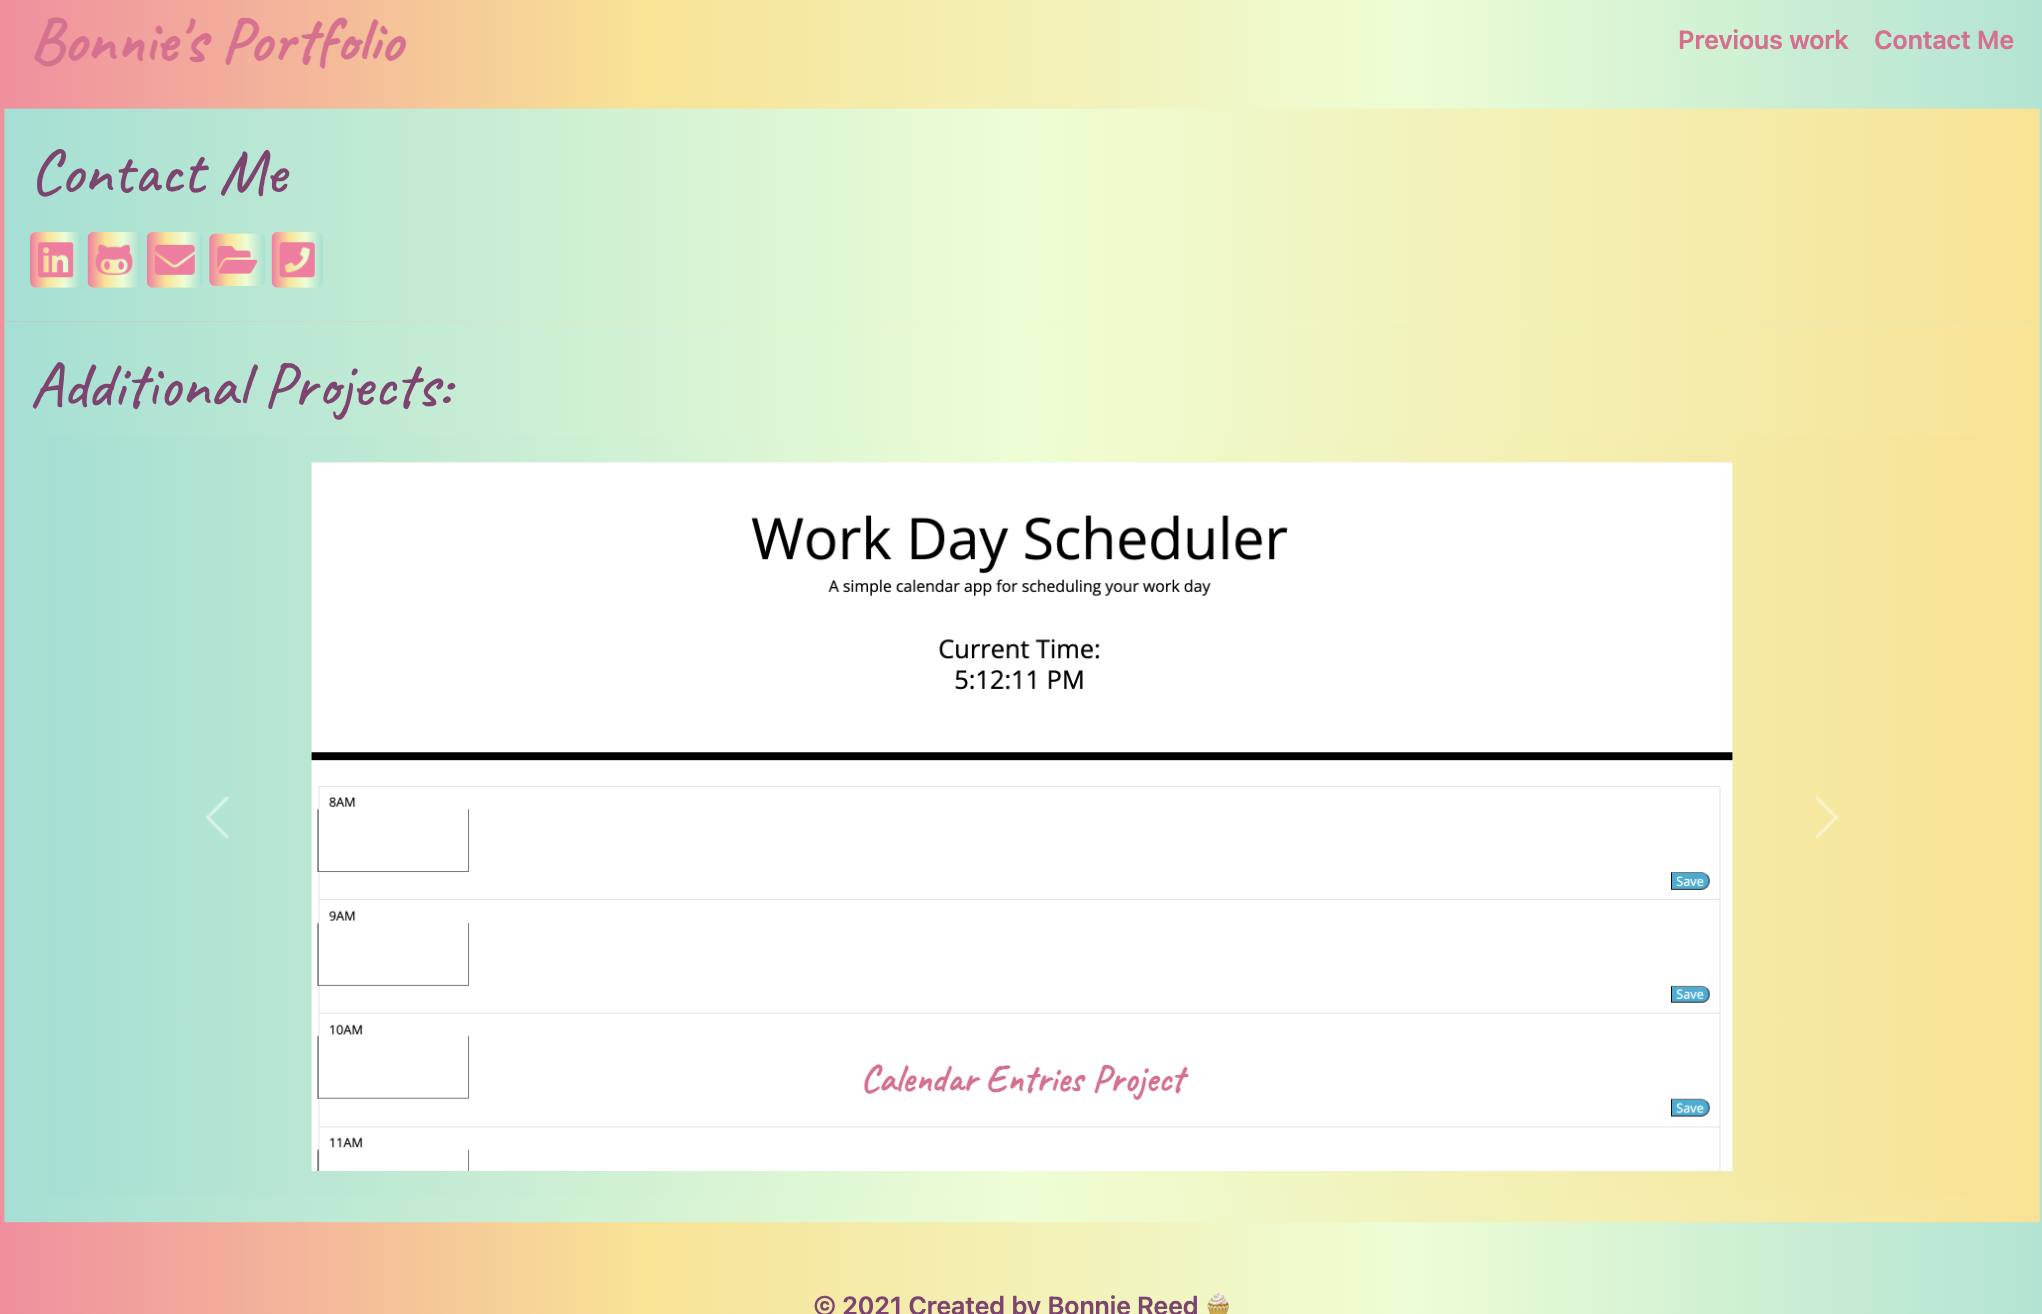 Bonnie's Portfolio
Previous work Contact Me
Contact Me
in
Additional Projects:
Work Day Scheduler
A simple calendar app for scheduling your work day
Current Time:
5:12:11 PM
8AM
Save
9AM
Save
10AM
Calendar Entries Project
Save
11AM
© 2021 Created by Bonnie Reed 🧁